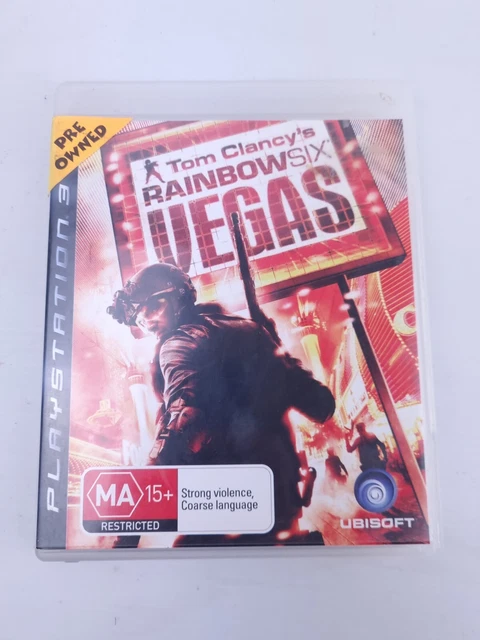 PRE
OWNED
PLAYSTATION 3
Tom Clancy's
RAINBOWSIX
VEGAS
MA 15+
RESTRICTED
Strong violence,
Coarse language
UBISOFT